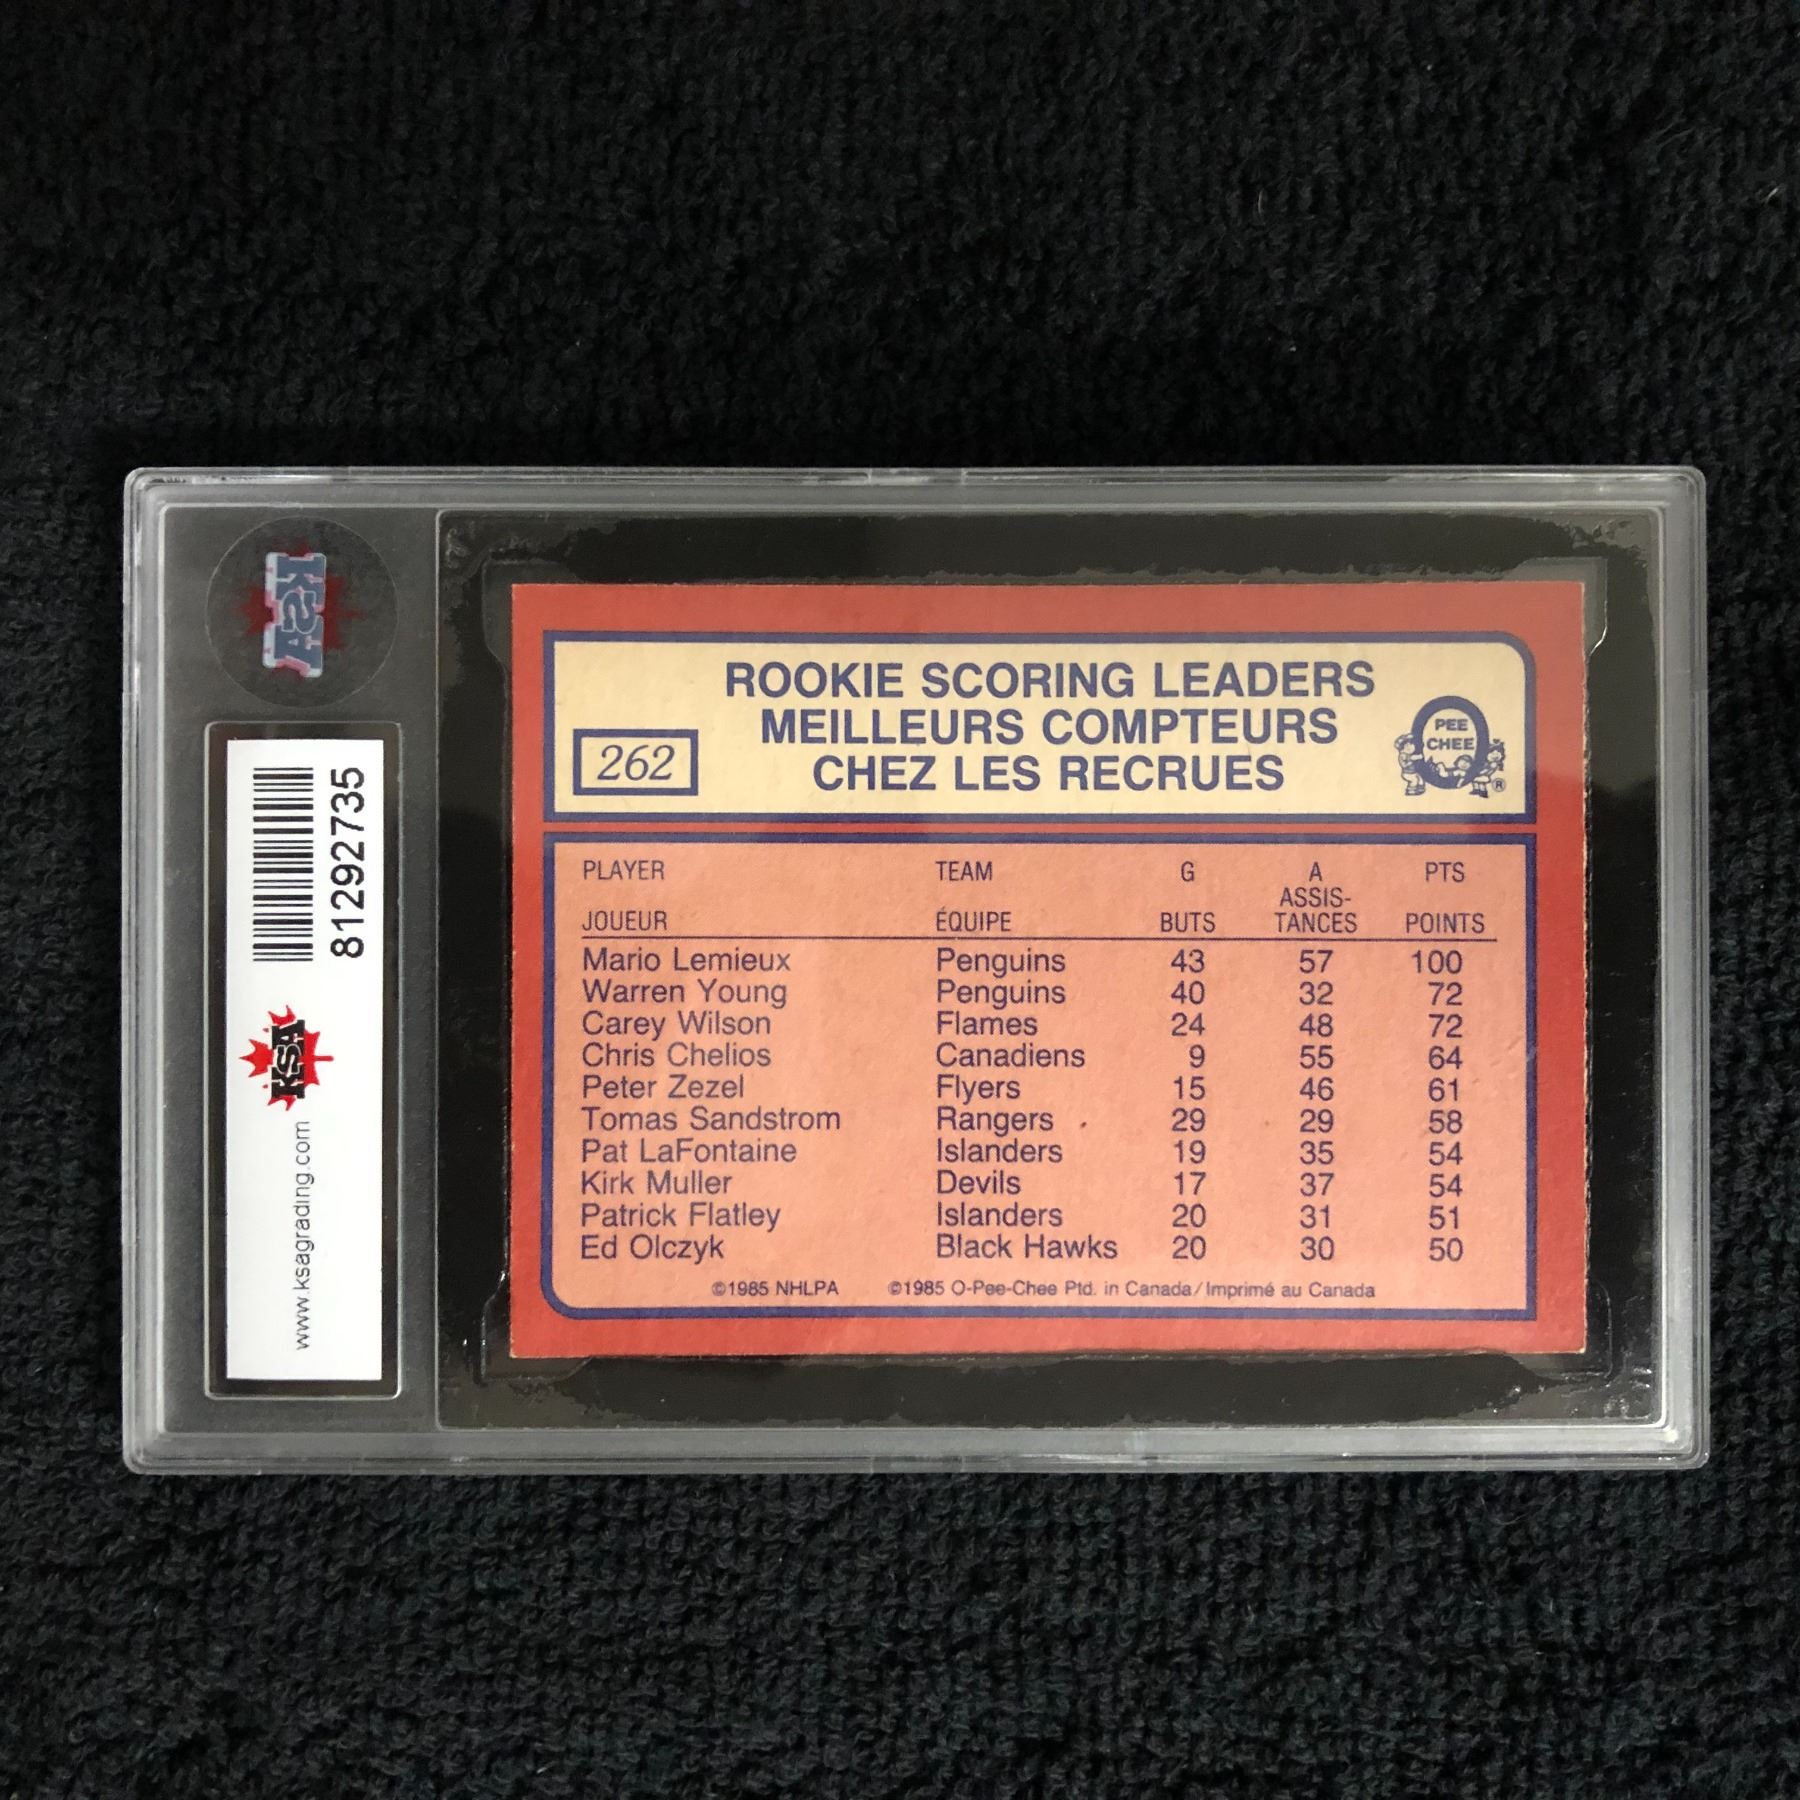 KSA
81292735
KSA
www.ksagrading.com
ROOKIE SCORING LEADERS
MEILLEURS COMPTEURS
CHEZ LES RECRUES
262
PEE
CHEE
®
PLAYER TEAM G A PTS
ASSIS-
JOUEUR ÉQUIPE BUTS TANCES POINTS
Mario Lemieux Penguins 43 57 100
Warren Young Penguins 40 32 72
Carey Wilson Flames 24 48 72
Chris Chelios Canadiens 9 55 64
Peter Zezel Flyers 15 46 61
Tomas Sandstrom Rangers 29 29 58
Pat LaFontaine Islanders 19 35 54
Kirk Muller Devils 17 37 54
Patrick Flatley Islanders 20 31 51
Ed Olczyk Black Hawks 20 30 50
©1985 NHLPA ©1985 O-Pee-Chee Ptd. in Canada/Imprimé au Canada